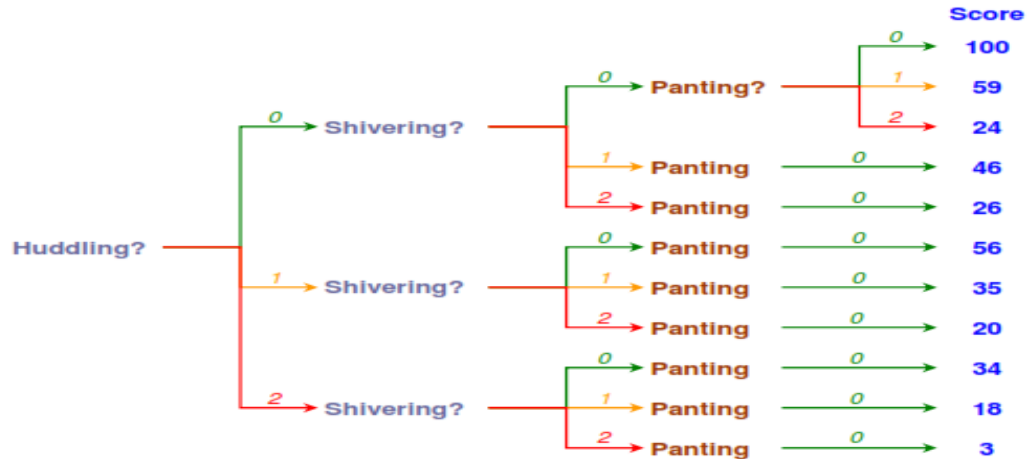 Score
0 100
0 Panting? 1 59
0 Shivering? 2 24
1 Panting 0 46
2 Panting 0 26
Huddling? 0 Panting 0 56
1 Shivering? 1 Panting 0 35
2 Panting 0 20
0 Panting 0 34
2 Shivering? 1 Panting 0 18
2 Panting 0 3